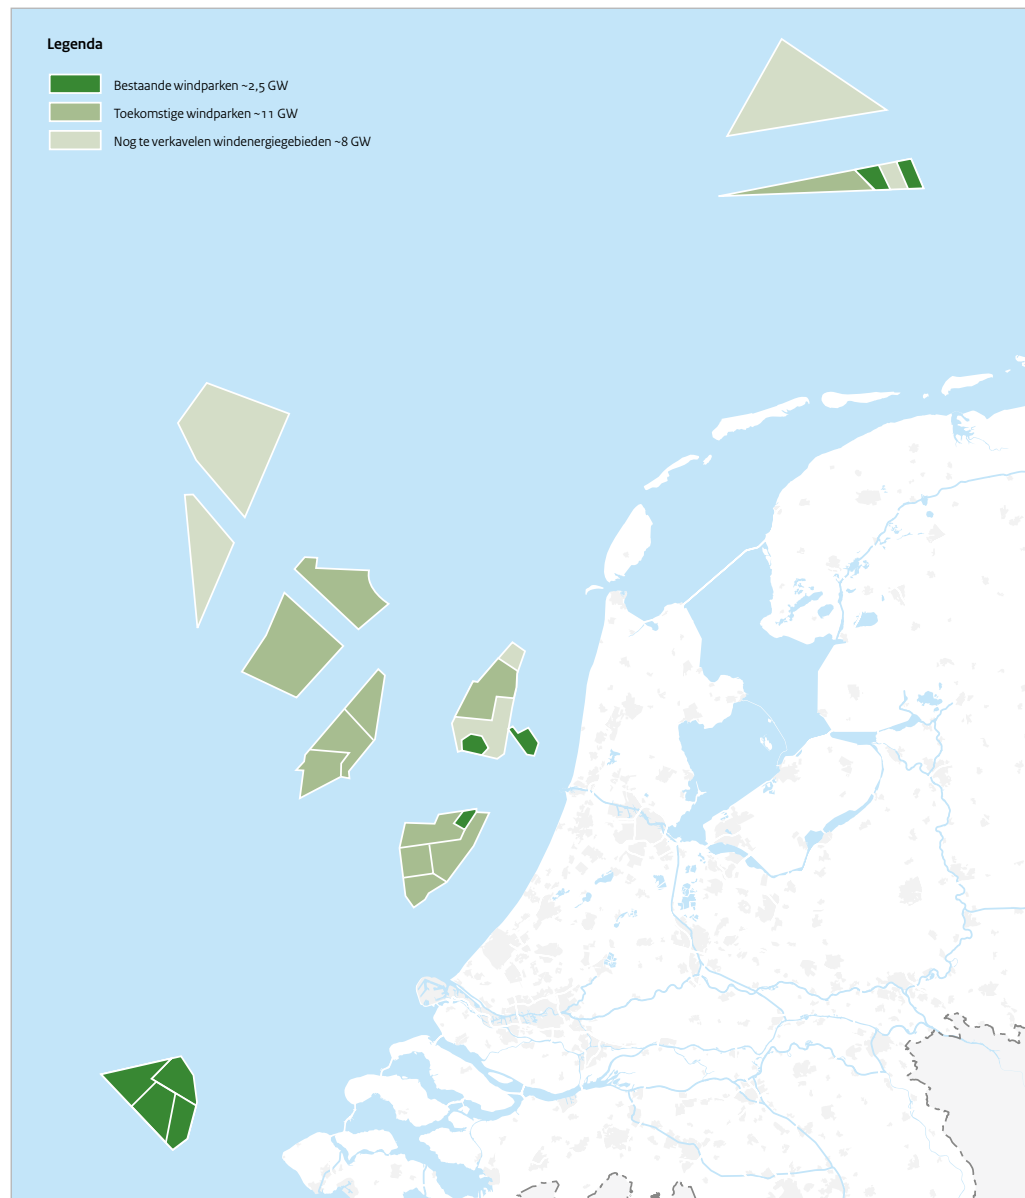 Legenda
Bestaande windparken ~2,5 GW
Toekomstige windparken ~11 GW
Nog te verkavelen windenergiegebieden ~8 GW